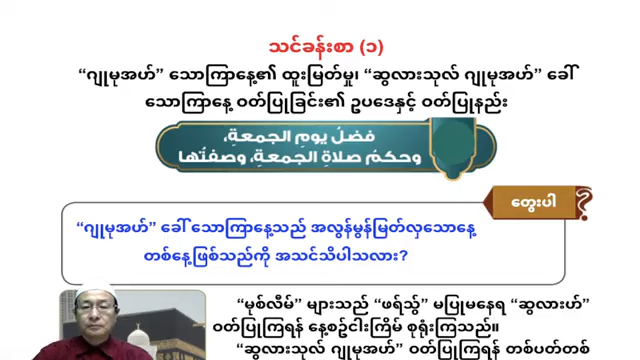 သင်ခန်းစာ (၁)
“ဂျုမုအဟ်” သောကြာနေ့၏ ထူးမြတ်မှု၊ “ဆွလားသုလ် ဂျုမုအဟ်” ခေါ်
သောကြာနေ့ ဝတ်ပြုခြင်း၏ ဥပဒေနှင့် ဝတ်ပြုနည်း
فضلُ يومِ الجمعةِ،
وحكمُ صلاةِ الجمعةِ، وصفتُها
တွေးပါ
“ဂျုမုအဟ်” ခေါ် သောကြာနေ့သည် အလွန်မွန်မြတ်လှသောနေ့
တစ်နေ့ဖြစ်သည်ကို အသင်သိပါသလား?
“မုစ်လီမ်” များသည် “ဖရ်သွ်” မပြုမနေရ “ဆွလားဟ်”
ဝတ်ပြုကြရန် နေ့စဉ်ငါးကြိမ် စုရုံးကြသည်။
“ဆွလားသုလ် ဂျုမုအဟ်” ဝတ်ပြုကြရန် တစ်ပတ်တစ်